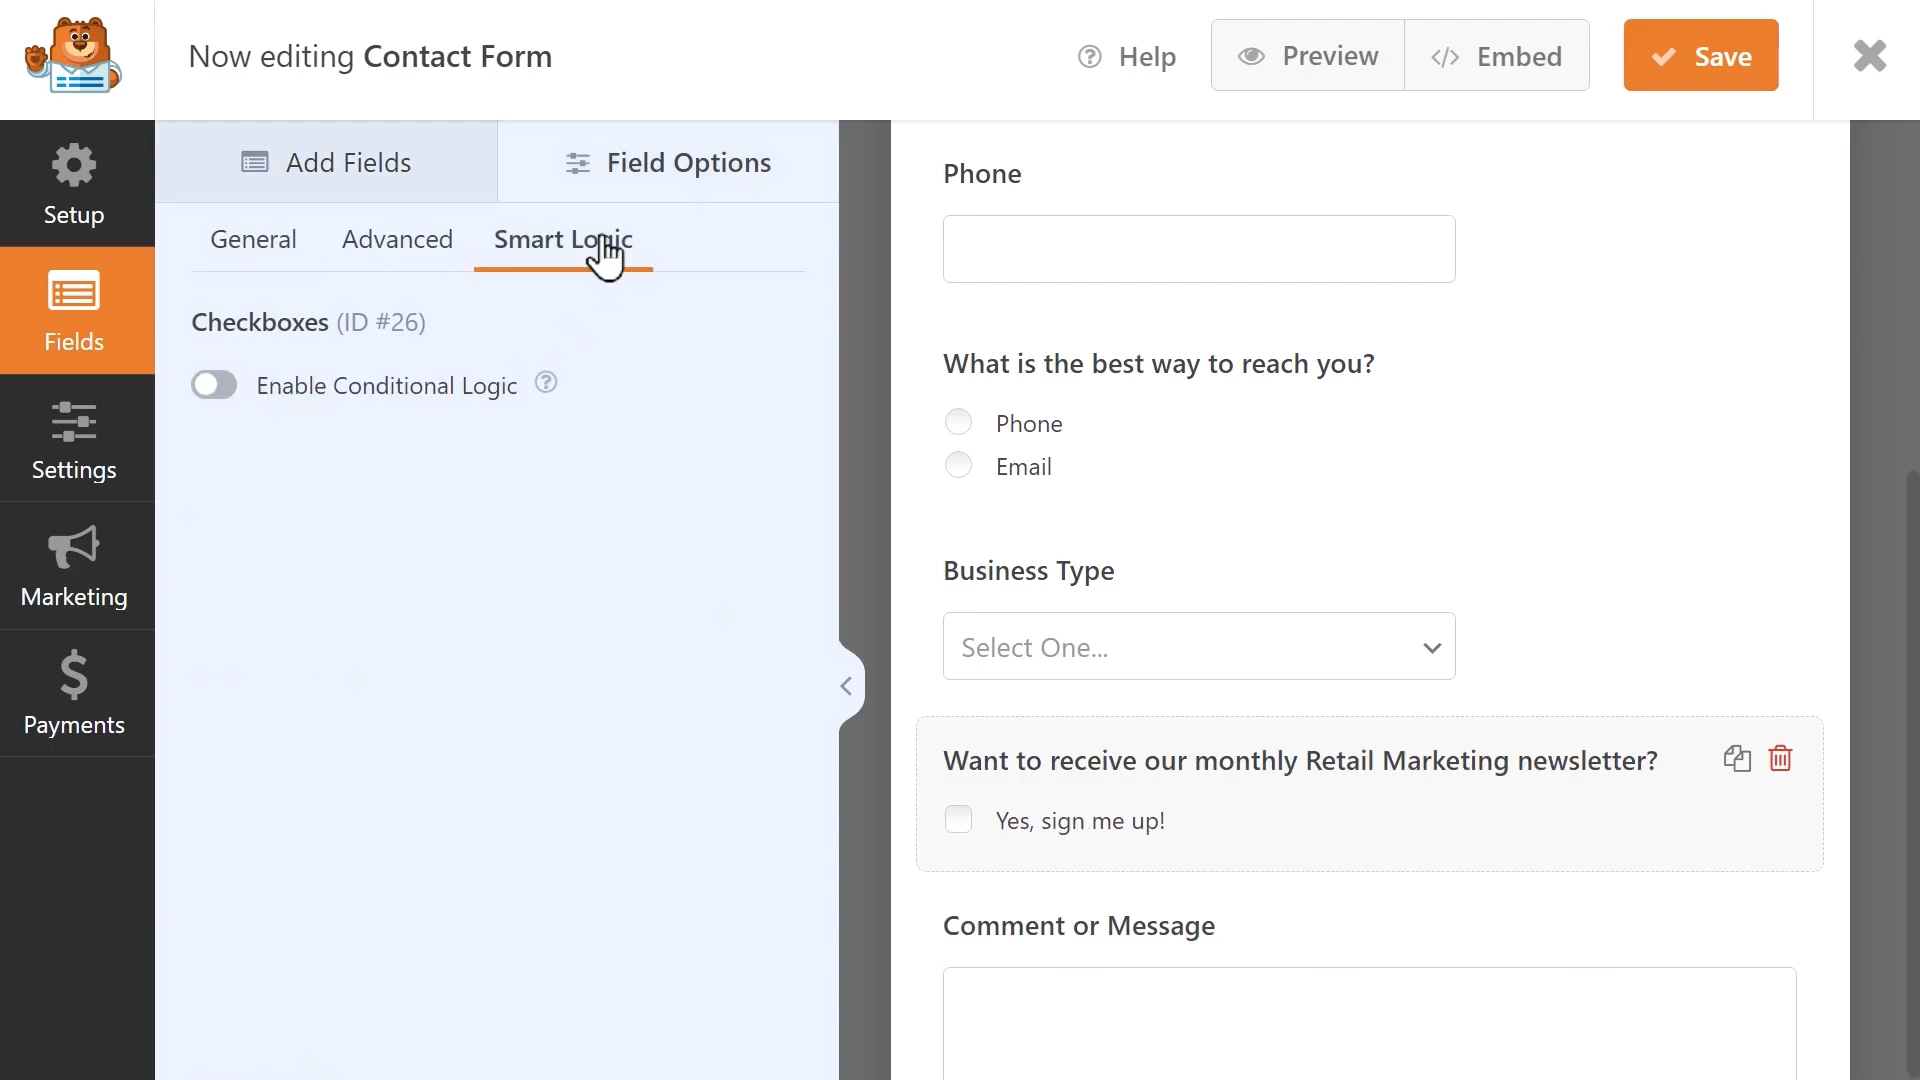 Now editing Contact Form
Help
Preview
Embed
Save
Setup
Fields
Settings
Marketing
Payments
Add Fields
Field Options
General
Advanced
Smart Logic
Checkboxes (ID #26)
Enable Conditional Logic
Phone
What is the best way to reach you?
Phone
Email
Business Type
Select One...
Want to receive our monthly Retail Marketing newsletter?
Yes, sign me up!
Comment or Message